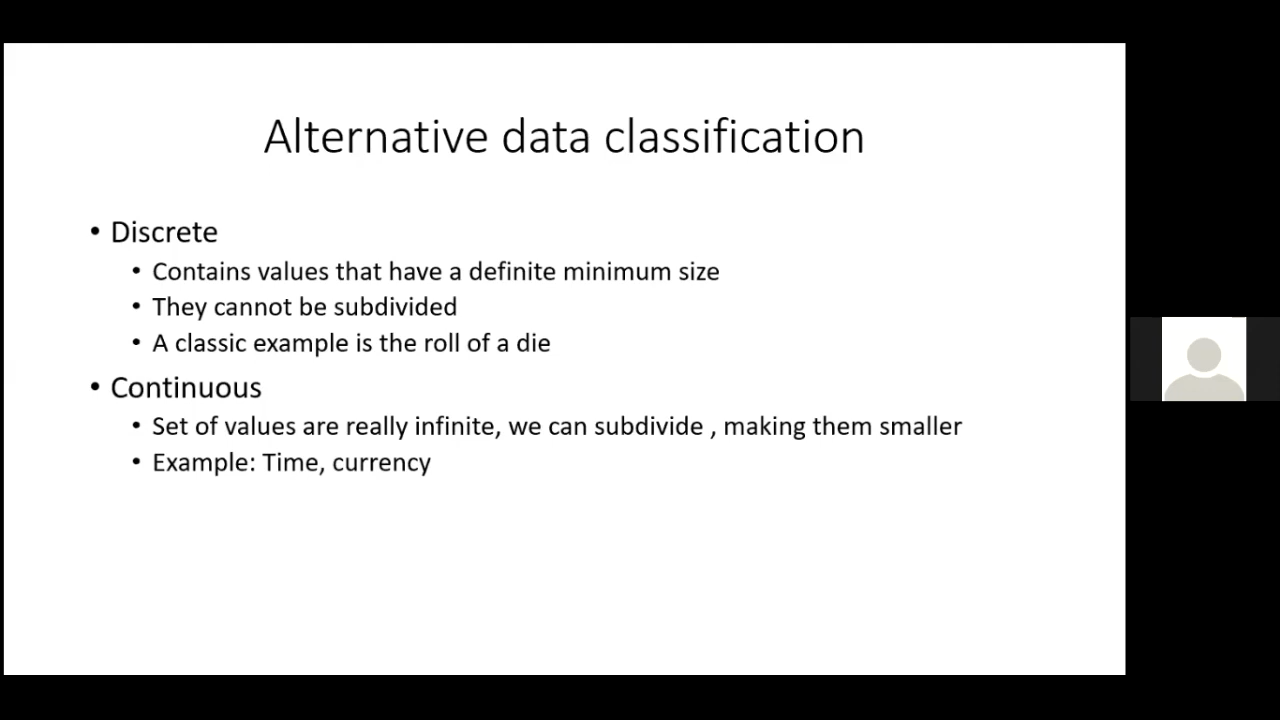 Alternative data classification
• Discrete
• Contains values that have a definite minimum size
• They cannot be subdivided
• A classic example is the roll of a die
• Continuous
• Set of values are really infinite, we can subdivide , making them smaller
• Example: Time, currency